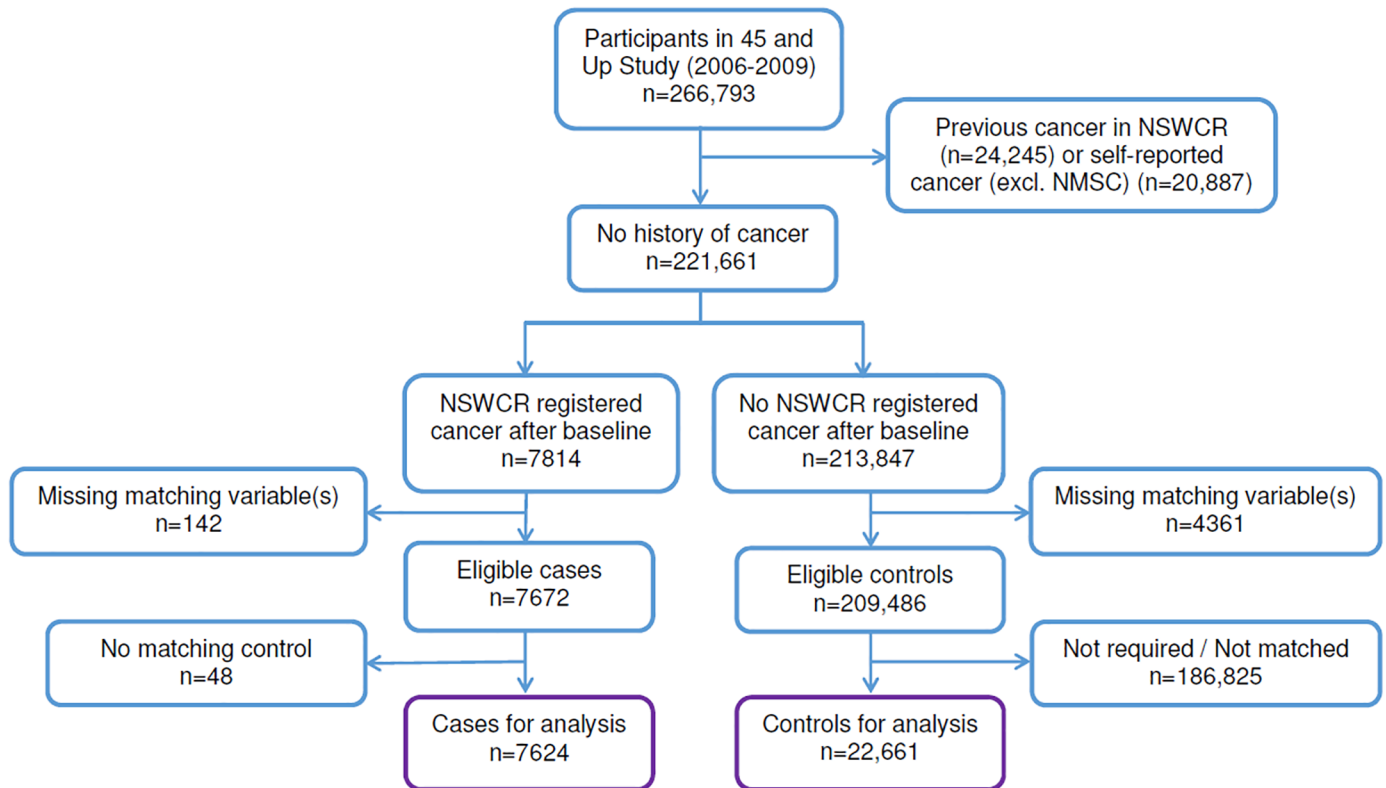 Participants in 45 and
Up Study (2006-2009)
n=266,793
Previous cancer in NSWCR
(n=24,245) or self-reported
cancer (excl. NMSC) (n=20,887)
No history of cancer
n=221,661
NSWCR registered
cancer after baseline
n=7814
No NSWCR registered
cancer after baseline
n=213,847
Missing matching variable(s)
n=142
Missing matching variable(s)
n=4361
Eligible cases
n=7672
Eligible controls
n=209,486
No matching control
n=48
Not required / Not matched
n=186,825
Cases for analysis
n=7624
Controls for analysis
n=22,661